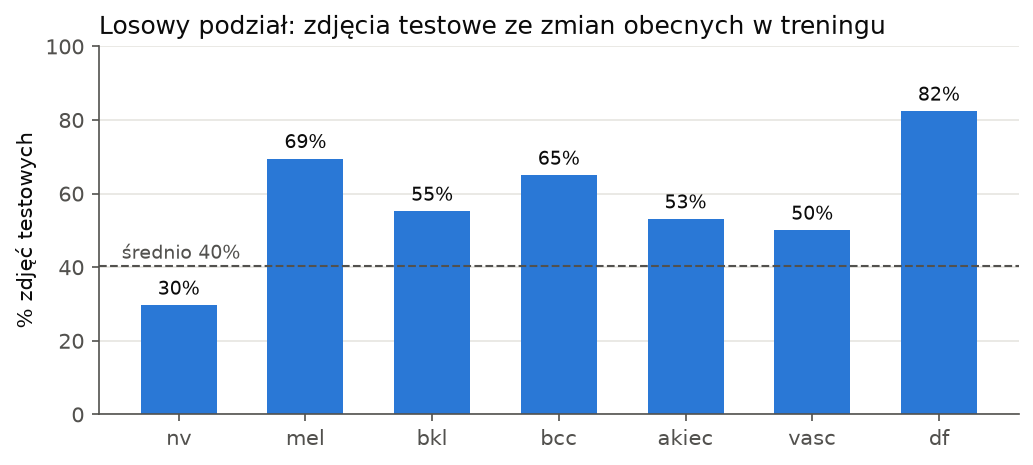 Losowy podział: zdjęcia testowe ze zmian obecnych w treningu
% zdjęć testowych
100
80
60
40
20
0
średnio 40%
30%
69%
55%
65%
53%
50%
82%
nv
mel
bkl
bcc
akiec
vasc
df